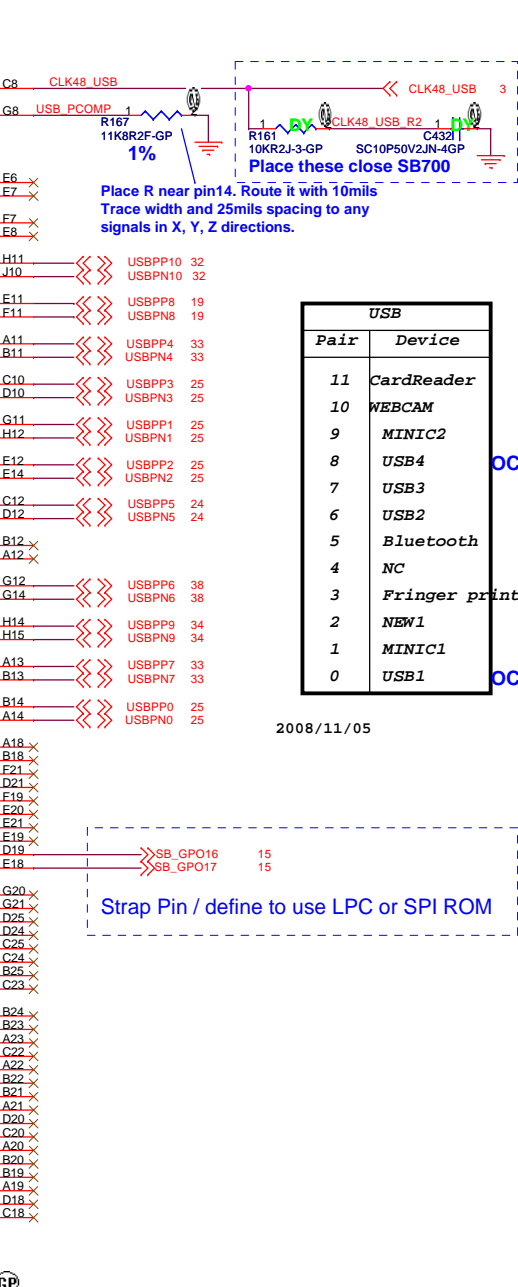 C8 CLK48_USB CLK48_USB 3
G8 USB_PCOMP 1 2 R167 11K8R2F-GP 1%
1 DY 2 CLK48_USB_R2 1 DY 2
R161 C432
10KR2J-3-GP SC10P50V2JN-4GP
Place these close SB700
Place R near pin14. Route it with 10mils
Trace width and 25mils spacing to any
signals in X, Y, Z directions.
E6
E7
F7
E8
H11 USBPP10 32
J10 USBPN10 32
E11 USBPP8 19
F11 USBPN8 19
A11 USBPP4 33
B11 USBPN4 33
C10 USBPP3 25
D10 USBPN3 25
G11 USBPP1 25
H12 USBPN1 25
E12 USBPP2 25
E14 USBPN2 25
C12 USBPP5 24
D12 USBPN5 24
B12
A12
G12 USBPP6 38
G14 USBPN6 38
H14 USBPP9 34
H15 USBPN9 34
A13 USBPP7 33
B13 USBPN7 33
B14 USBPP0 25
A14 USBPN0 25
USB
Pair Device
11 CardReader
10 WEBCAM
9 MINIC2
8 USB4 OC
7 USB3
6 USB2
5 Bluetooth
4 NC
3 Fringer print
2 NEW1
1 MINIC1
0 USB1 OC
2008/11/05
A18
B18
F21
D21
F19
E20
E21
E19
D19 SB_GPO16 15
E18 SB_GPO17 15
Strap Pin / define to use LPC or SPI ROM
G20
G21
D25
D24
C25
C24
B25
C23
B24
B23
A23
C22
A22
B22
B21
A21
D20
C20
A20
B20
B19
A19
D18
C18